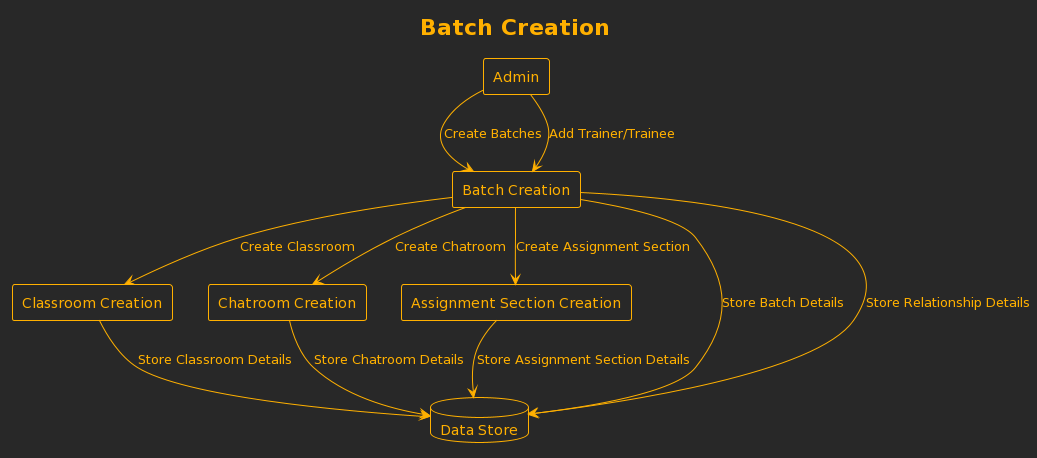 Batch Creation
Admin
Create Batches
Add Trainer/Trainee
Batch Creation
Create Classroom
Create Chatroom
Create Assignment Section
Classroom Creation
Chatroom Creation
Assignment Section Creation
Store Batch Details
Store Relationship Details
Store Classroom Details
Store Chatroom Details
Store Assignment Section Details
Data Store